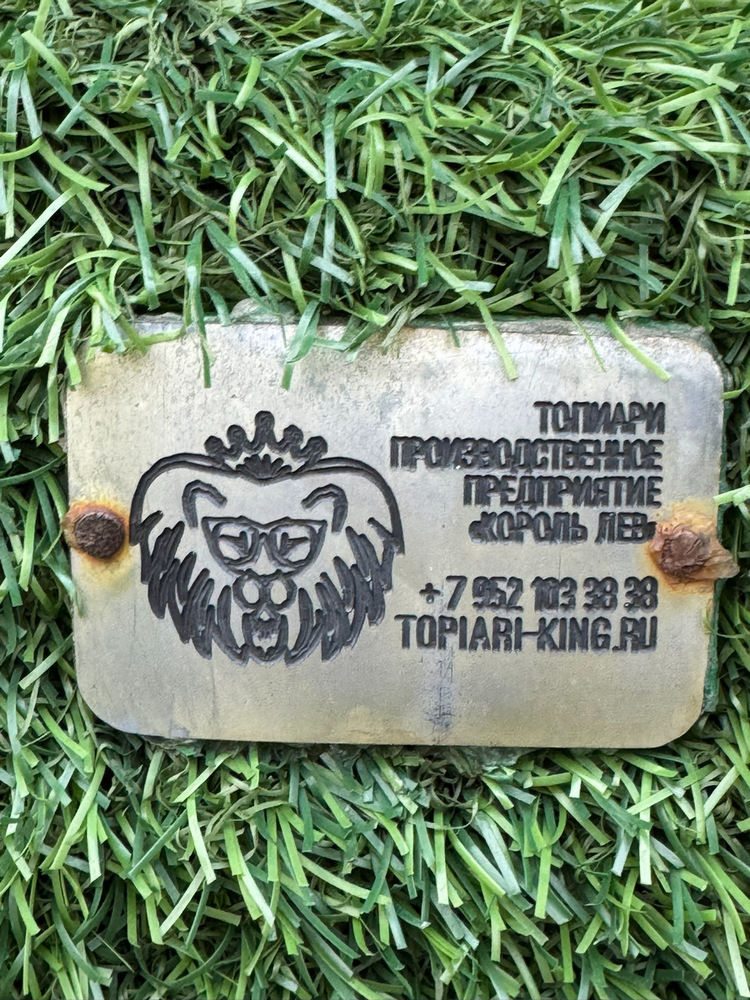 ТОПИАРИ
ПРОИЗВОДСТВЕННОЕ
ПРЕДПРИЯТИЕ
«КОРОЛЬ ЛЕВ»
+7 952 103 38 38
TOPIARI-KING.RU